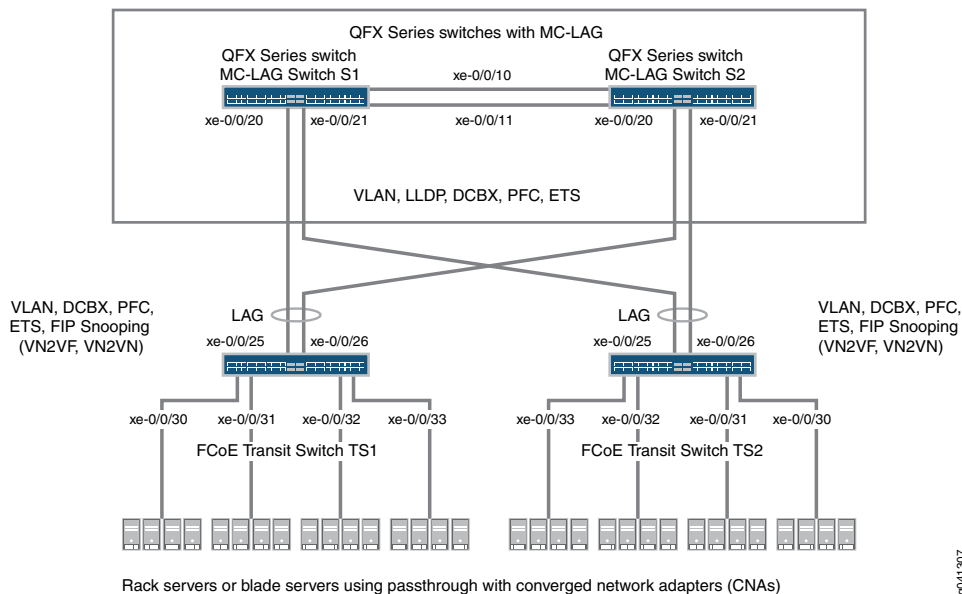 QFX Series switches with MC-LAG
QFX Series switch
MC-LAG Switch S1
QFX Series switch
MC-LAG Switch S2
xe-0/0/10
xe-0/0/20
xe-0/0/21
xe-0/0/11
xe-0/0/20
xe-0/0/21
VLAN, LLDP, DCBX, PFC, ETS
VLAN, DCBX, PFC,
ETS, FIP Snooping
(VN2VF, VN2VN)
LAG
LAG
VLAN, DCBX, PFC,
ETS, FIP Snooping
(VN2VF, VN2VN)
xe-0/0/25
xe-0/0/26
xe-0/0/25
xe-0/0/26
xe-0/0/30
xe-0/0/31
xe-0/0/32
xe-0/0/33
xe-0/0/33
xe-0/0/32
xe-0/0/31
xe-0/0/30
FCoE Transit Switch TS1
FCoE Transit Switch TS2
Rack servers or blade servers using passthrough with converged network adapters (CNAs)
g041307